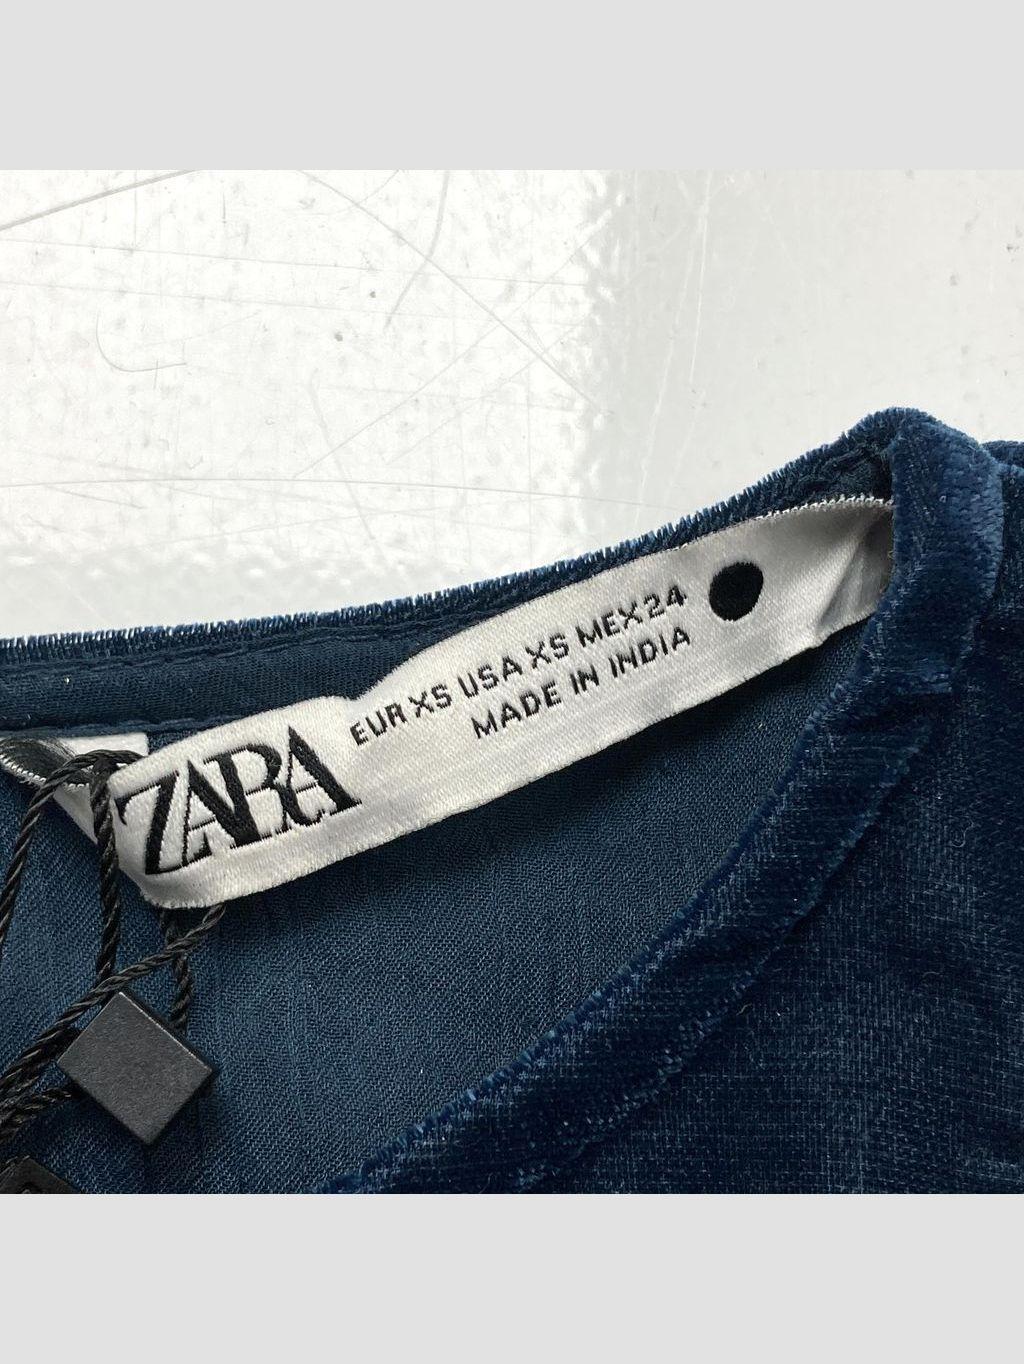 ZARA
EUR XS USA XS MEX 24
MADE IN INDIA